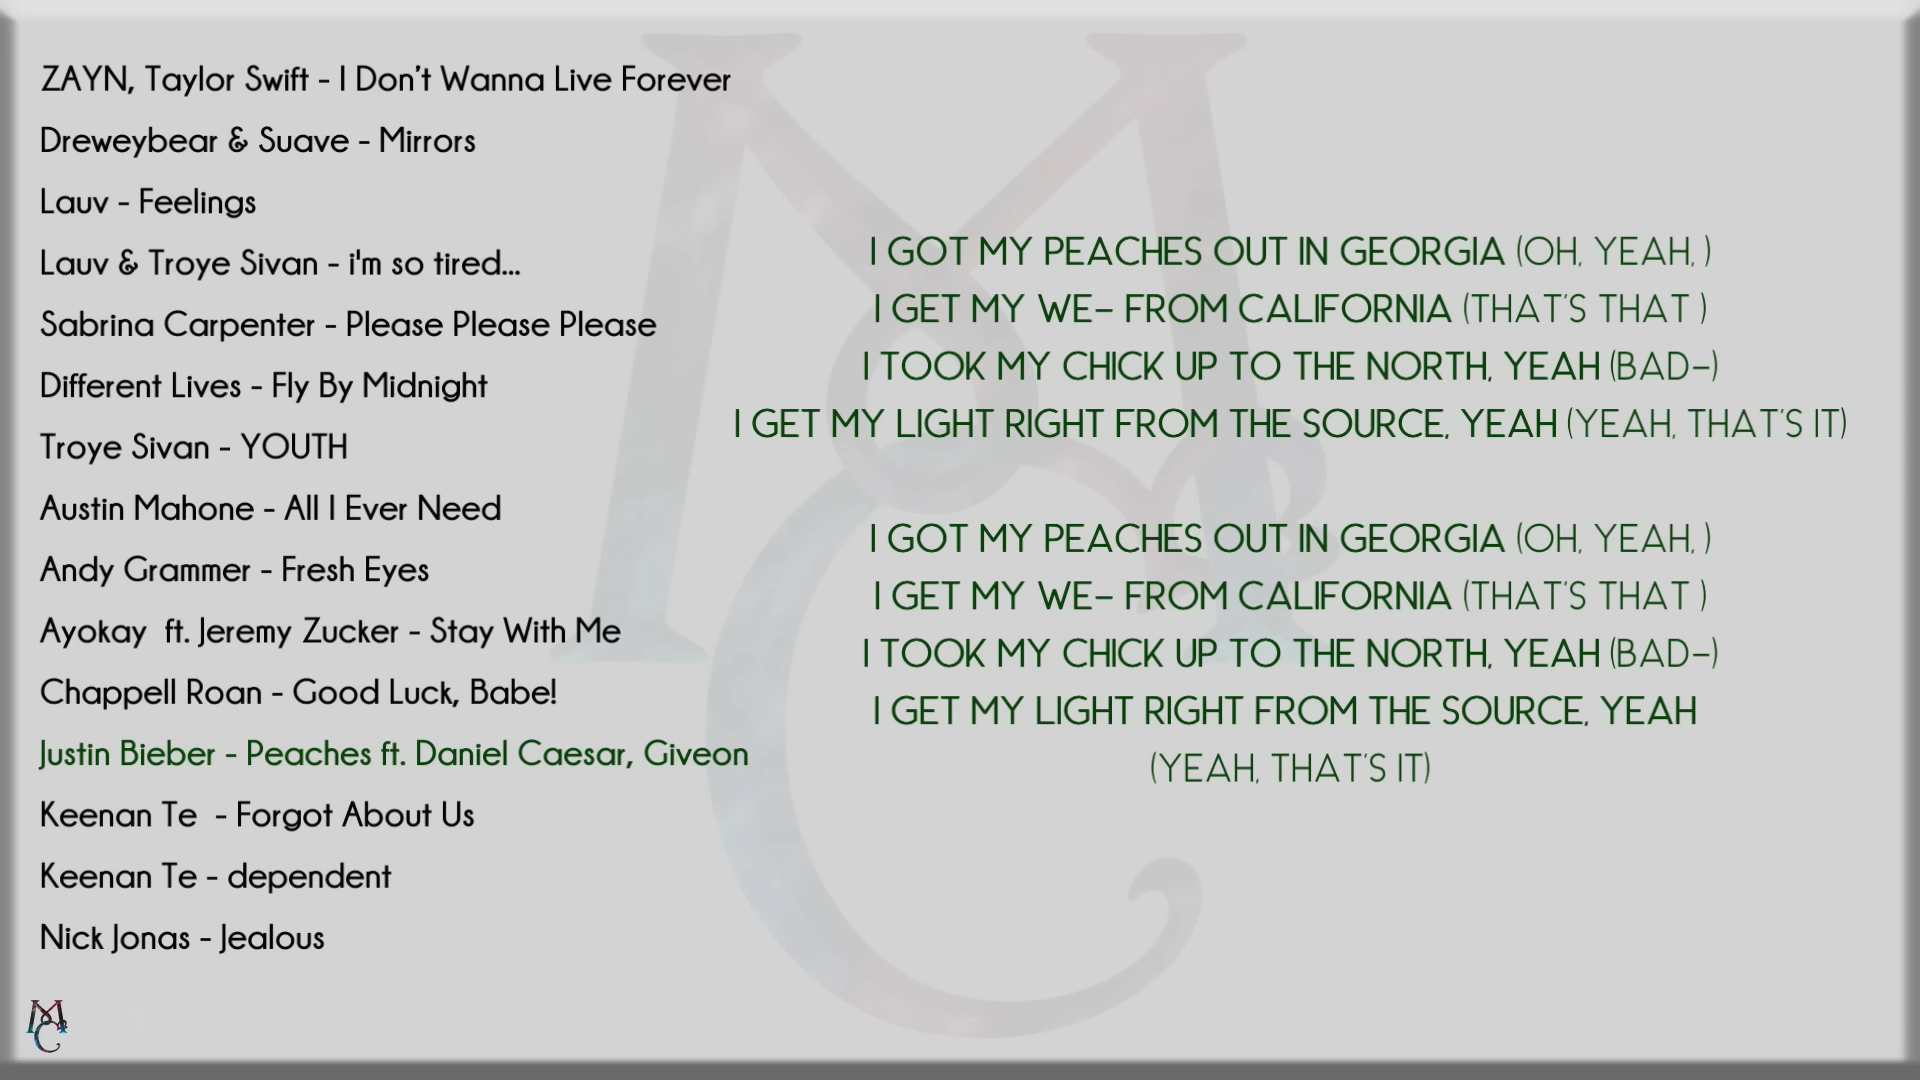 ZAYN, Taylor Swift - I Don't Wanna Live Forever
Dreweybear & Suave - Mirrors
Lauv - Feelings
Lauv & Troye Sivan - i'm so tired...
Sabrina Carpenter - Please Please Please
Different Lives - Fly By Midnight
Troye Sivan - YOUTH
Austin Mahone - All I Ever Need
Andy Grammer - Fresh Eyes
Ayokay  ft. Jeremy Zucker - Stay With Me
Chappell Roan - Good Luck, Babe!
Justin Bieber - Peaches ft. Daniel Caesar, Giveon
Keenan Te  - Forgot About Us
Keenan Te - dependent
Nick Jonas - Jealous
I GOT MY PEACHES OUT IN GEORGIA (OH, YEAH, )
I GET MY WE– FROM CALIFORNIA (THAT'S THAT )
I TOOK MY CHICK UP TO THE NORTH, YEAH (BAD–)
I GET MY LIGHT RIGHT FROM THE SOURCE, YEAH (YEAH, THAT'S IT)
I GOT MY PEACHES OUT IN GEORGIA (OH, YEAH, )
I GET MY WE– FROM CALIFORNIA (THAT'S THAT )
I TOOK MY CHICK UP TO THE NORTH, YEAH (BAD–)
I GET MY LIGHT RIGHT FROM THE SOURCE, YEAH
(YEAH, THAT'S IT)
MC